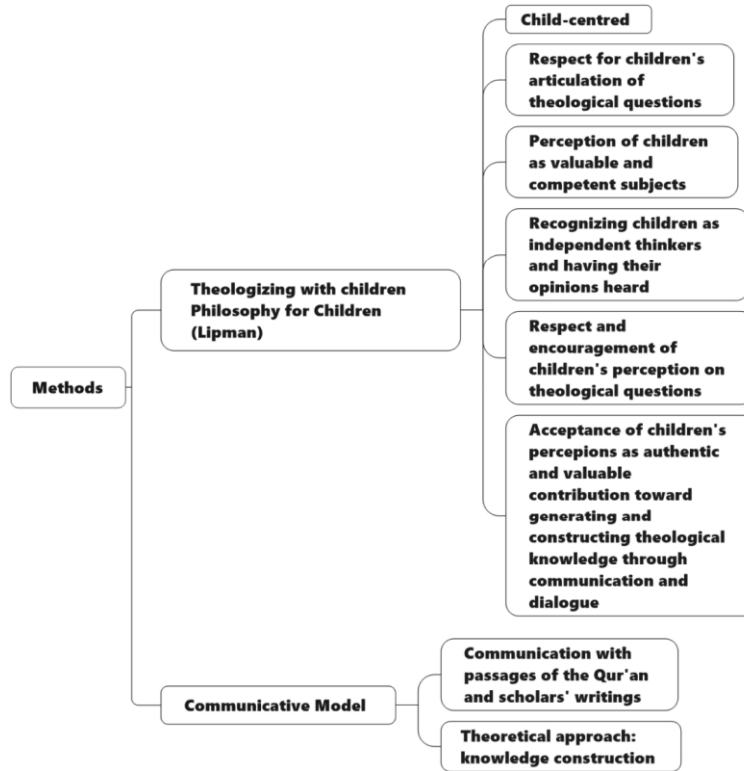 Methods
Theologizing with children
Philosophy for Children
(Lipman)
Child-centred
Respect for children's
articulation of
theological questions
Perception of children
as valuable and
competent subjects
Recognizing children as
independent thinkers
and having their
opinions heard
Respect and
encouragement of
children's perception on
theological questions
Acceptance of children's
percepions as authentic
and valuable
contribution toward
generating and
constructing theological
knowledge through
communication and
dialogue
Communicative Model
Communication with
passages of the Qur'an
and scholars' writings
Theoretical approach:
knowledge construction